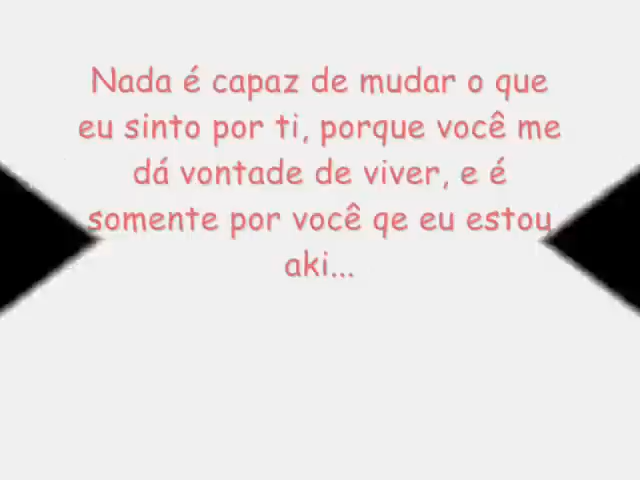 Nada é capaz de mudar o que
eu sinto por ti, porque você me
dá vontade de viver, e é
somente por você qe eu estou
aki...